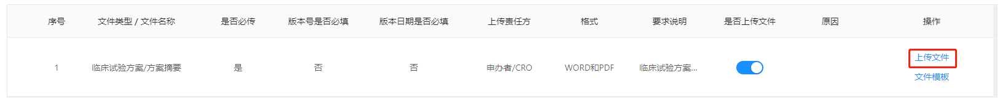 序号 文件类型 / 文件名称 是否必传 版本号是否必填 版本日期是否必填 上传责任方 格式 要求说明 是否上传文件 原因 操作
1 临床试验方案/方案摘要 是 否 否 申办者/CRO WORD和PDF 临床试验方案... 上传文件
文件模板